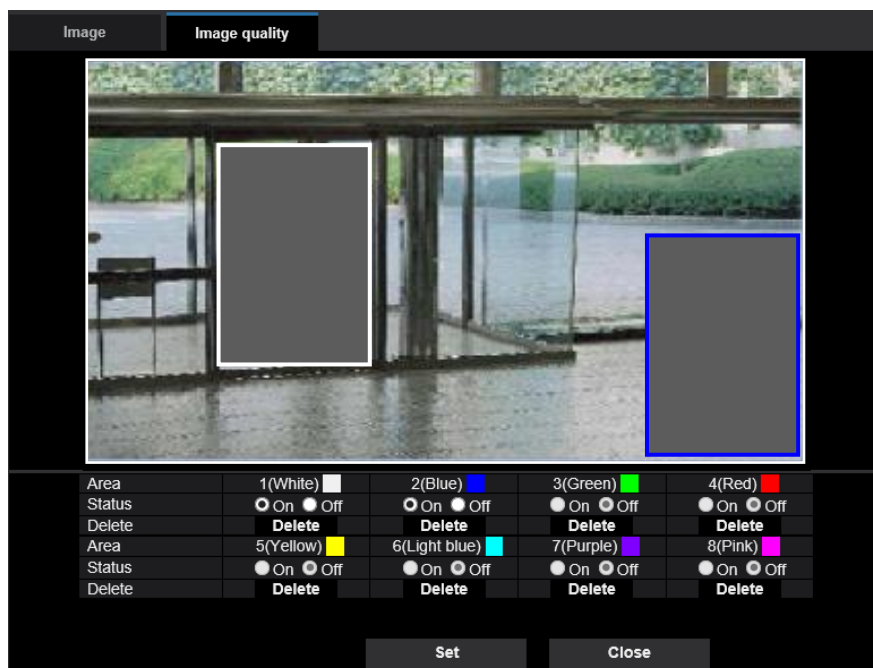 Image Image quality
Area 1(White) 2(Blue) 3(Green) 4(Red)
Status On Off On Off On Off On Off
Delete Delete Delete Delete Delete
Area 5(Yellow) 6(Light blue) 7(Purple) 8(Pink)
Status On Off On Off On Off On Off
Delete Delete Delete Delete Delete
Set Close